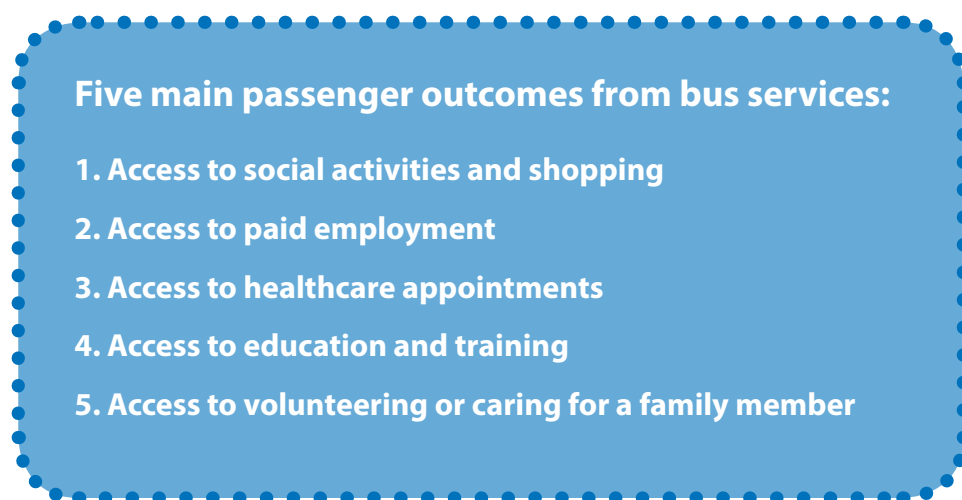 Five main passenger outcomes from bus services:
1. Access to social activities and shopping
2. Access to paid employment
3. Access to healthcare appointments
4. Access to education and training
5. Access to volunteering or caring for a family member